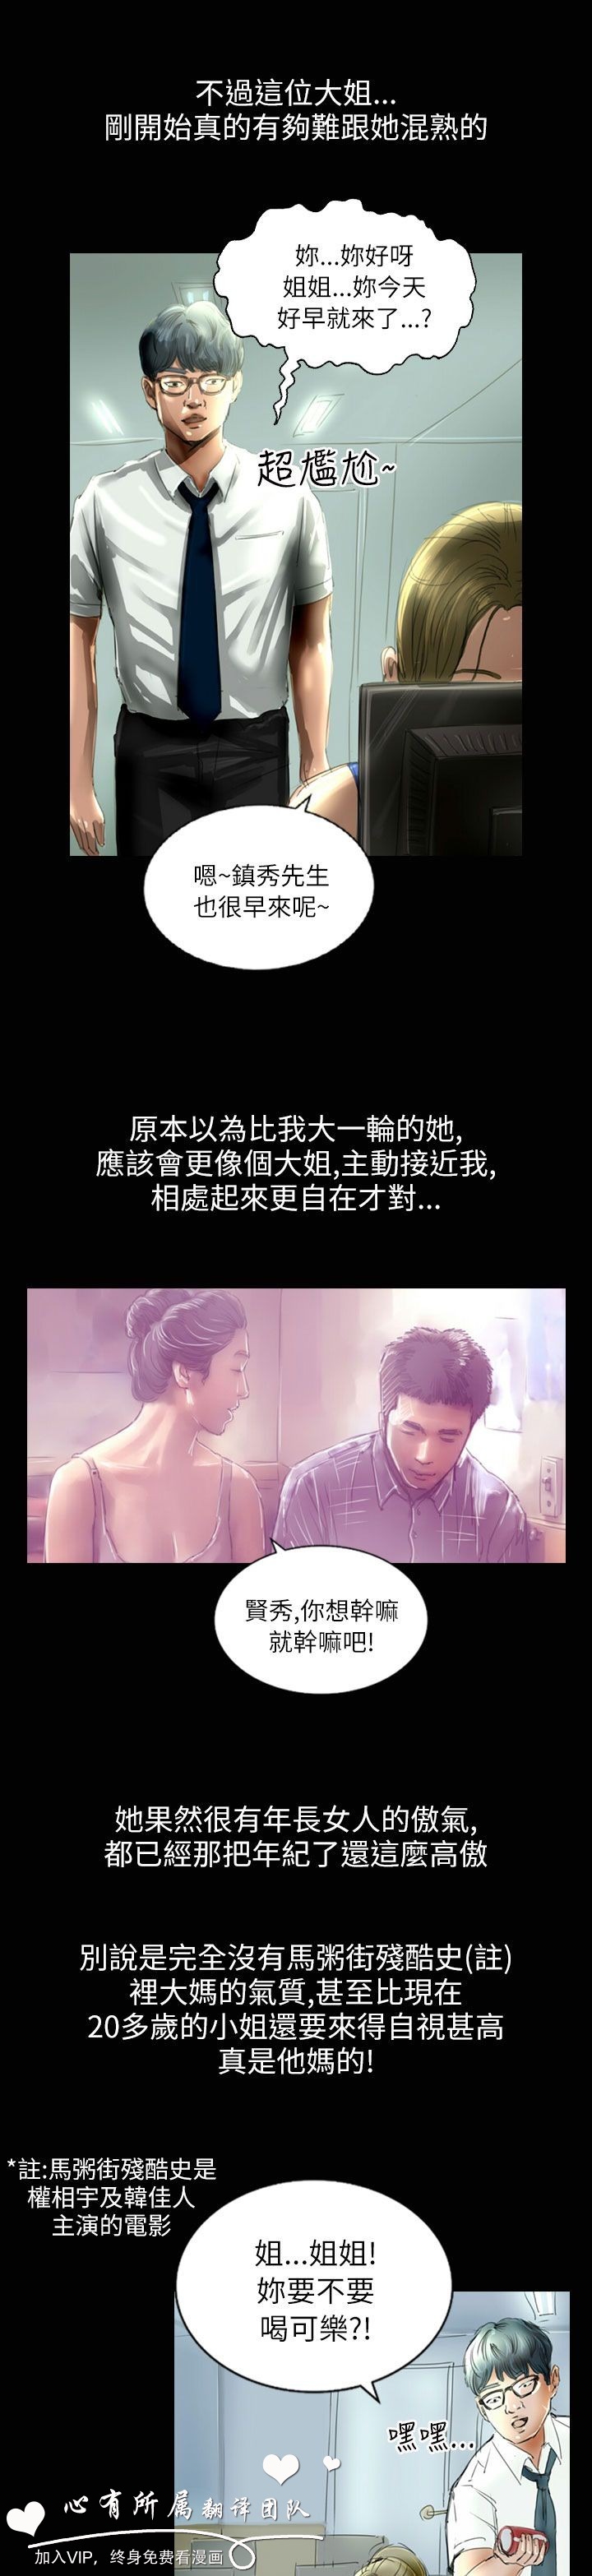 不過這位大姐...
剛開始真的有夠難跟她混熟的
妳...妳好呀
姐姐...妳今天
好早就來了...?
超尷尬~
嗯~鎮秀先生
也很早來呢~
原本以為比我大一輪的她,
應該會更像個大姐,主動接近我,
相處起來更自在才對...
賢秀,你想幹嘛
就幹嘛吧!
她果然很有年長女人的傲氣,
都已經那把年紀了還這麼高傲
別說是完全沒有馬粥街殘酷史(註)
裡大媽的氣質,甚至比現在
20多歲的小姐還要來得自視甚高
真是他媽的!
*註:馬粥街殘酷史是
權相宇及韓佳人
主演的電影
姐...姐姐!
妳要不要
喝可樂?!
嘿嘿...
心有所属翻译团队
加入VIP，终身免费看漫画